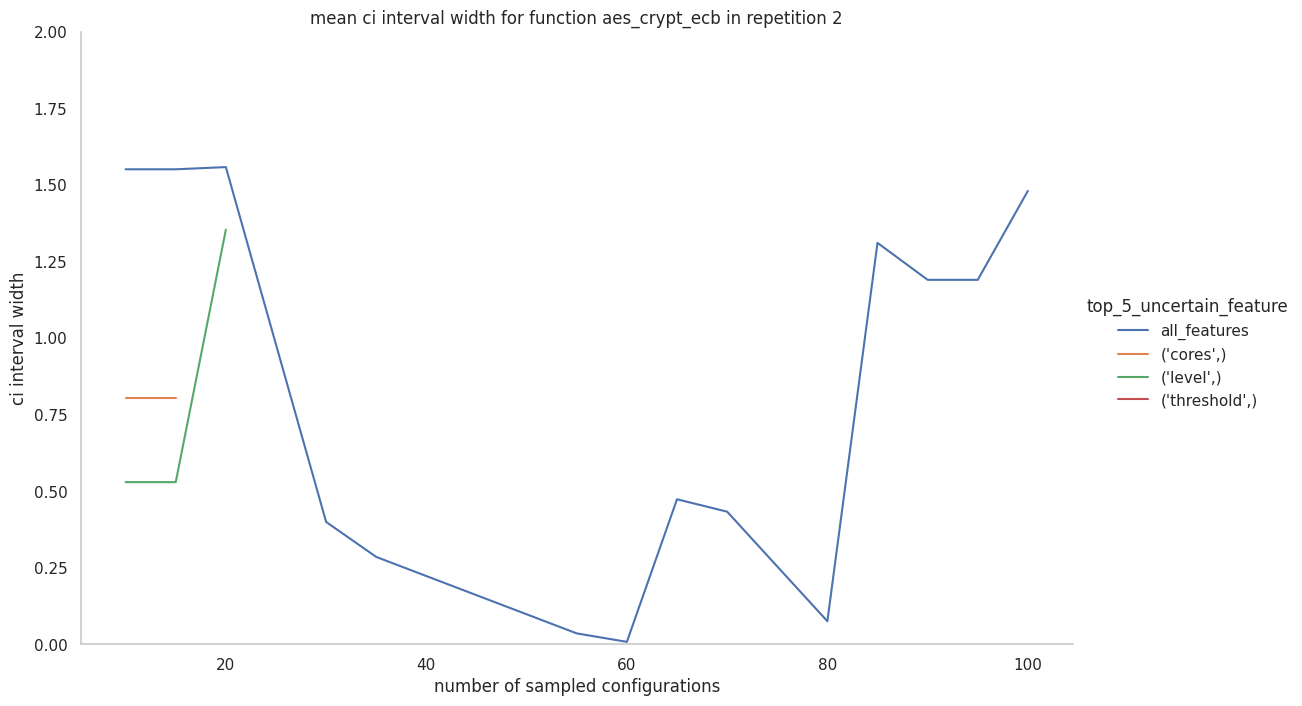 mean ci interval width for function aes_crypt_ecb in repetition 2
2.00
1.75
1.50
1.25
1.00
0.75
0.50
0.25
0.00
ci interval width
20
40
60
80
100
number of sampled configurations
top_5_uncertain_feature
all_features
('cores',)
('level',)
('threshold',)